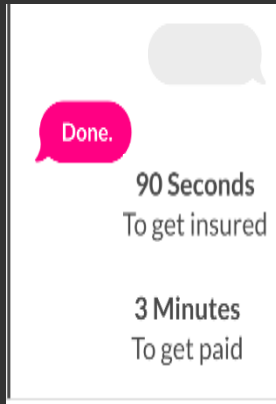 Done.
90 Seconds
To get insured
3 Minutes
To get paid